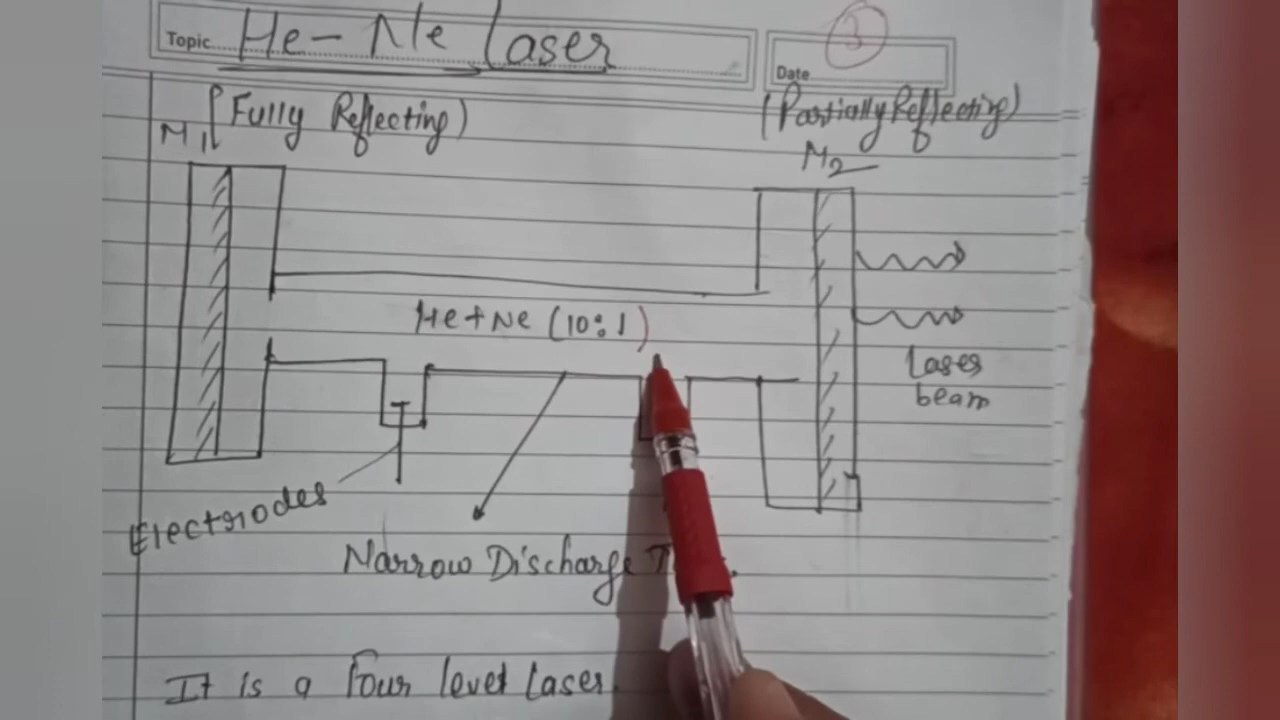 Topic He-Ne Laser
3
Date
M1 (Fully Reflecting)
(Partially Reflecting)
M2
He+Ne (10:1)
Laser
beam
Electrodes
Narrow Discharge
It is a Four level Laser.